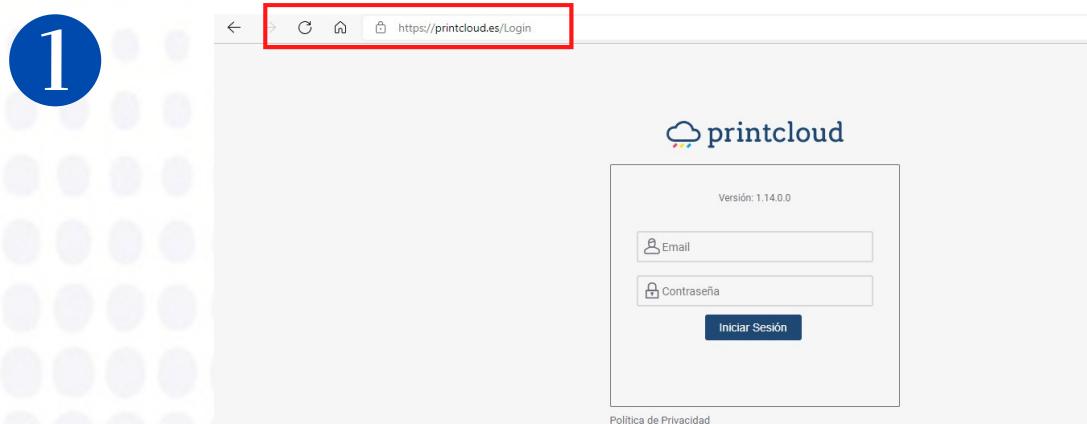 1
https://printcloud.es/Login
printcloud
Versión: 1.14.0.0
Email
Contraseña
Iniciar Sesión
Política de Privacidad